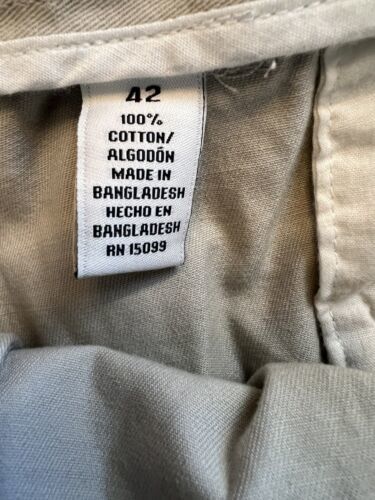 42
100%
COTTON/
ALGODÓN
MADE IN
BANGLADESH
HECHO EN
BANGLADESH
RN 15099